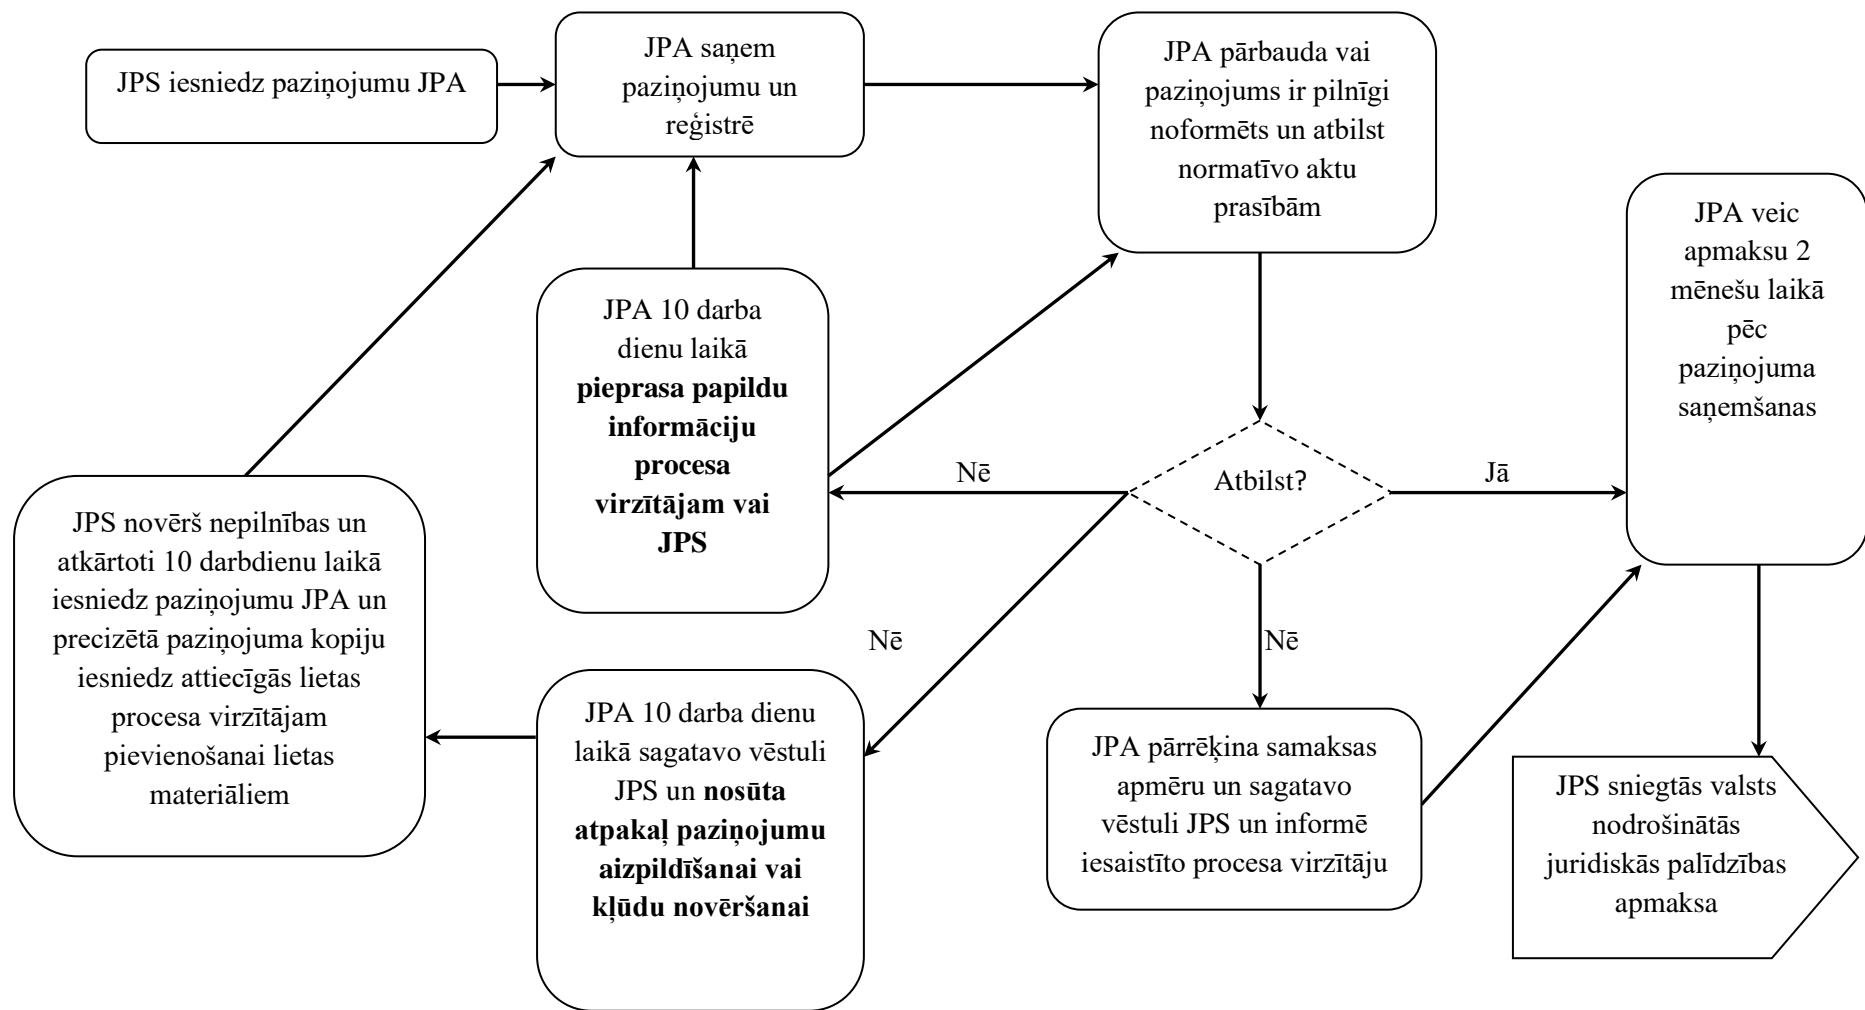 JPS iesniedz paziņojumu JPA
JPA saņem
paziņojumu un
reģistrē
JPA pārbauda vai
paziņojums ir pilnīgi
noformēts un atbilst
normatīvo aktu
prasībām
JPA veic
apmaksu 2
mēnešu laikā
pēc
paziņojuma
saņemšanas
JPA 10 darba
dienu laikā
pieprasa papildu
informāciju
procesa
virzītājam vai
JPS
Nē
Atbilst?
Jā
JPS novērš nepilnības un
atkārtoti 10 darbdienu laikā
iesniedz paziņojumu JPA un
precizētā paziņojuma kopiju
iesniedz attiecīgās lietas
procesa virzītājam
pievienošanai lietas
materiāliem
Nē
Nē
JPA 10 darba dienu
laikā sagatavo vēstuli
JPS un nosūta
atpakaļ paziņojumu
aizpildīšanai vai
kļūdu novēršanai
JPA pārrēķina samaksas
apmēru un sagatavo
vēstuli JPS un informē
iesaistīto procesa virzītāju
JPS sniegtās valsts
nodrošinātās
juridiskās palīdzības
apmaksa